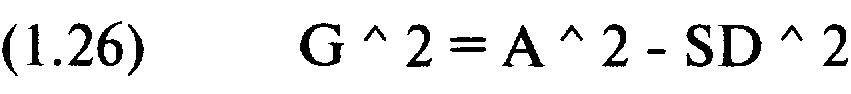 (1.26) G ^ 2 = A ^ 2 - SD ^ 2